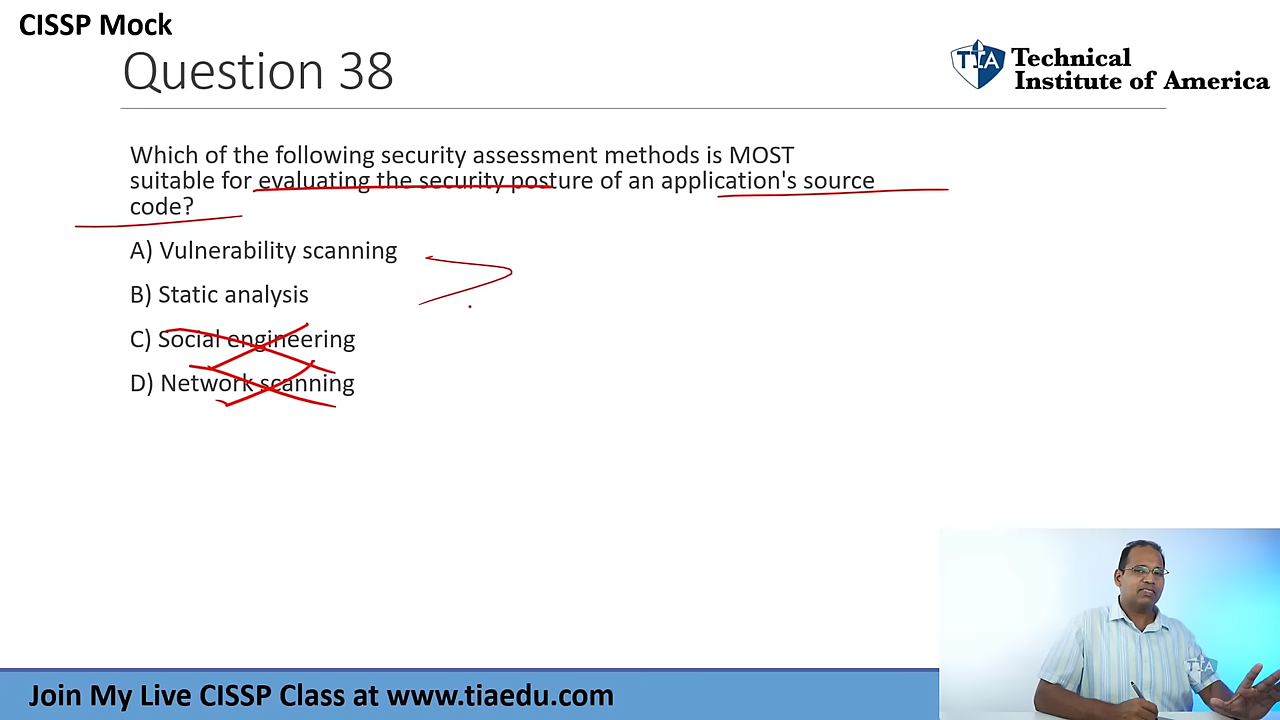 CISSP Mock
Question 38
TIA
Technical
Institute of America
Which of the following security assessment methods is MOST
suitable for evaluating the security posture of an application's source
code?
A) Vulnerability scanning
B) Static analysis
C) Social engineering
D) Network scanning
TIA
Join My Live CISSP Class at www.tiaedu.com